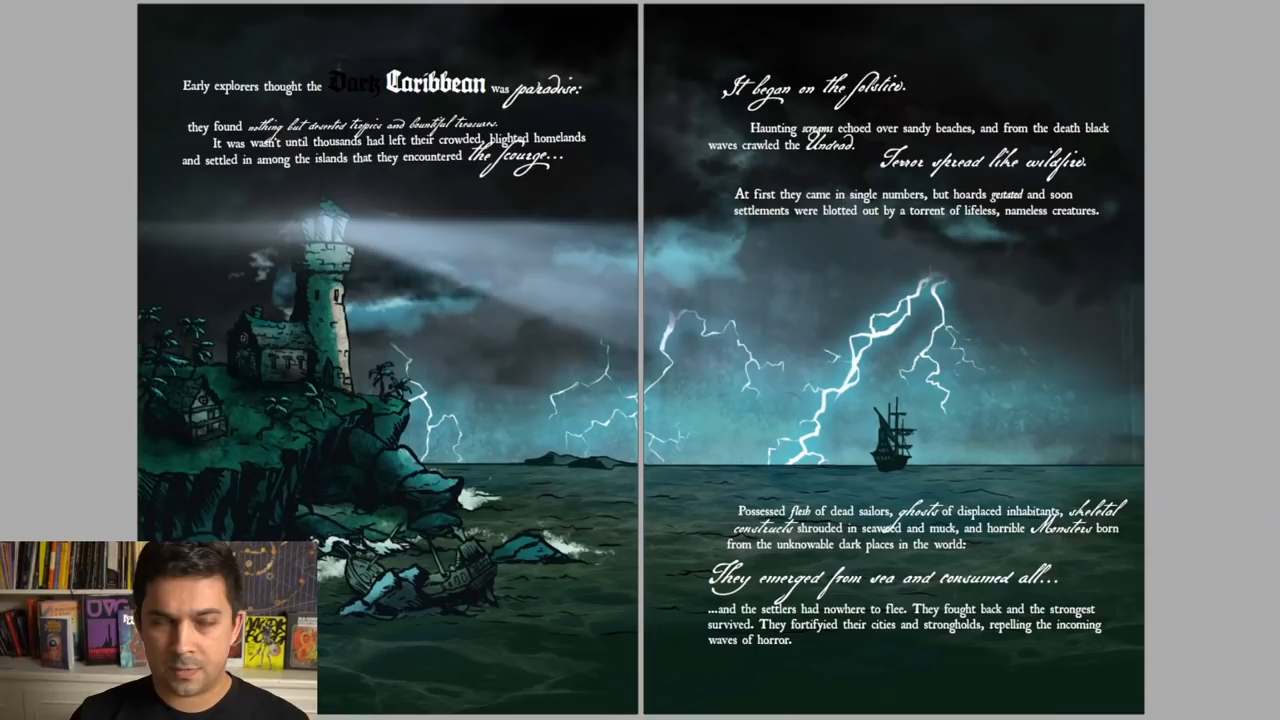 Early explorers thought the Dark Caribbean was paradise:
they found nothing but deserted tropics and bountiful treasures.
It was wasn't until thousands had left their crowded, blighted homelands
and settled in among the islands that they encountered the Scourge...
It began on the Solstice.
Haunting screams echoed over sandy beaches, and from the death black
waves crawled the Undead.
Terror spread like wildfire.
At first they came in single numbers, but hoards gestated and soon
settlements were blotted out by a torrent of lifeless, nameless creatures.
Possessed flesh of dead sailors, ghosts of displaced inhabitants, skeletal
constructs shrouded in seaweed and muck, and horrible Monsters born
from the unknowable dark places in the world:
They emerged from sea and consumed all...
...and the settlers had nowhere to flee. They fought back and the strongest
survived. They fortifyied their cities and strongholds, repelling the incoming
waves of horror.
UVG